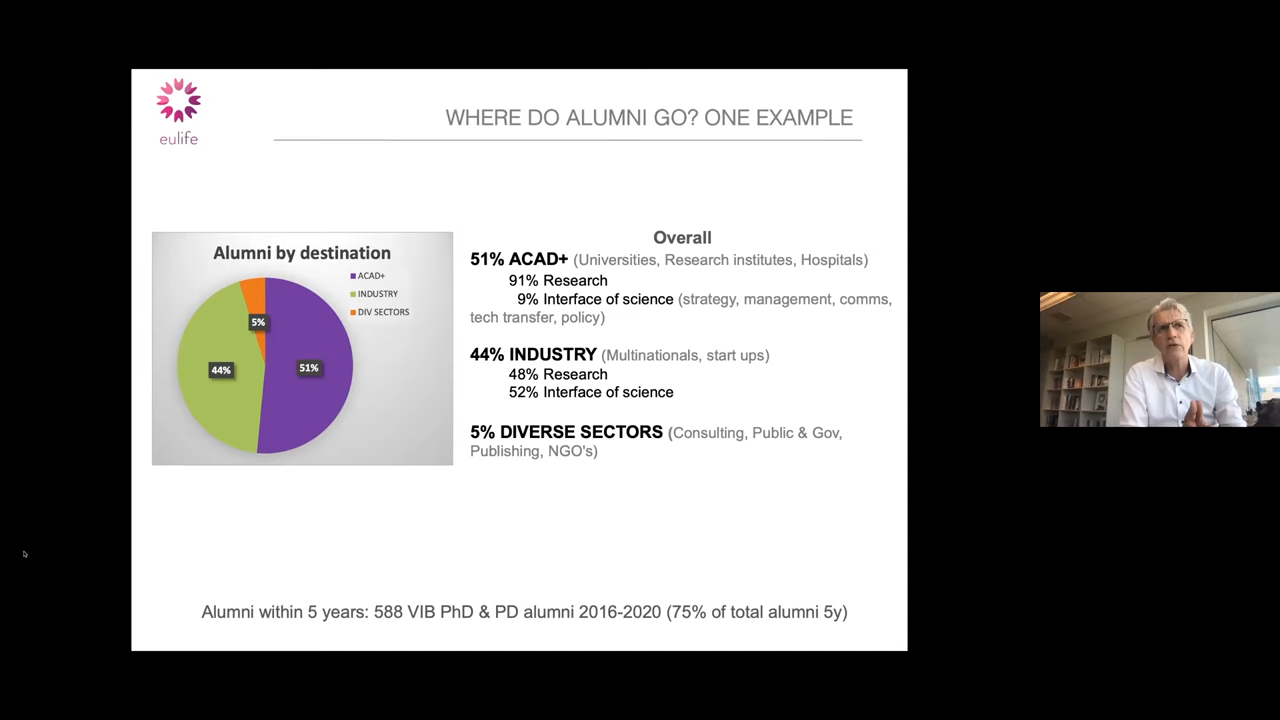 eulife
WHERE DO ALUMNI GO? ONE EXAMPLE
Alumni by destination
ACAD+
INDUSTRY
DIV SECTORS
5%
44%
51%
Overall
51% ACAD+ (Universities, Research institutes, Hospitals)
91% Research
9% Interface of science (strategy, management, comms,
tech transfer, policy)
44% INDUSTRY (Multinationals, start ups)
48% Research
52% Interface of science
5% DIVERSE SECTORS (Consulting, Public & Gov,
Publishing, NGO's)
Alumni within 5 years: 588 VIB PhD & PD alumni 2016-2020 (75% of total alumni 5y)